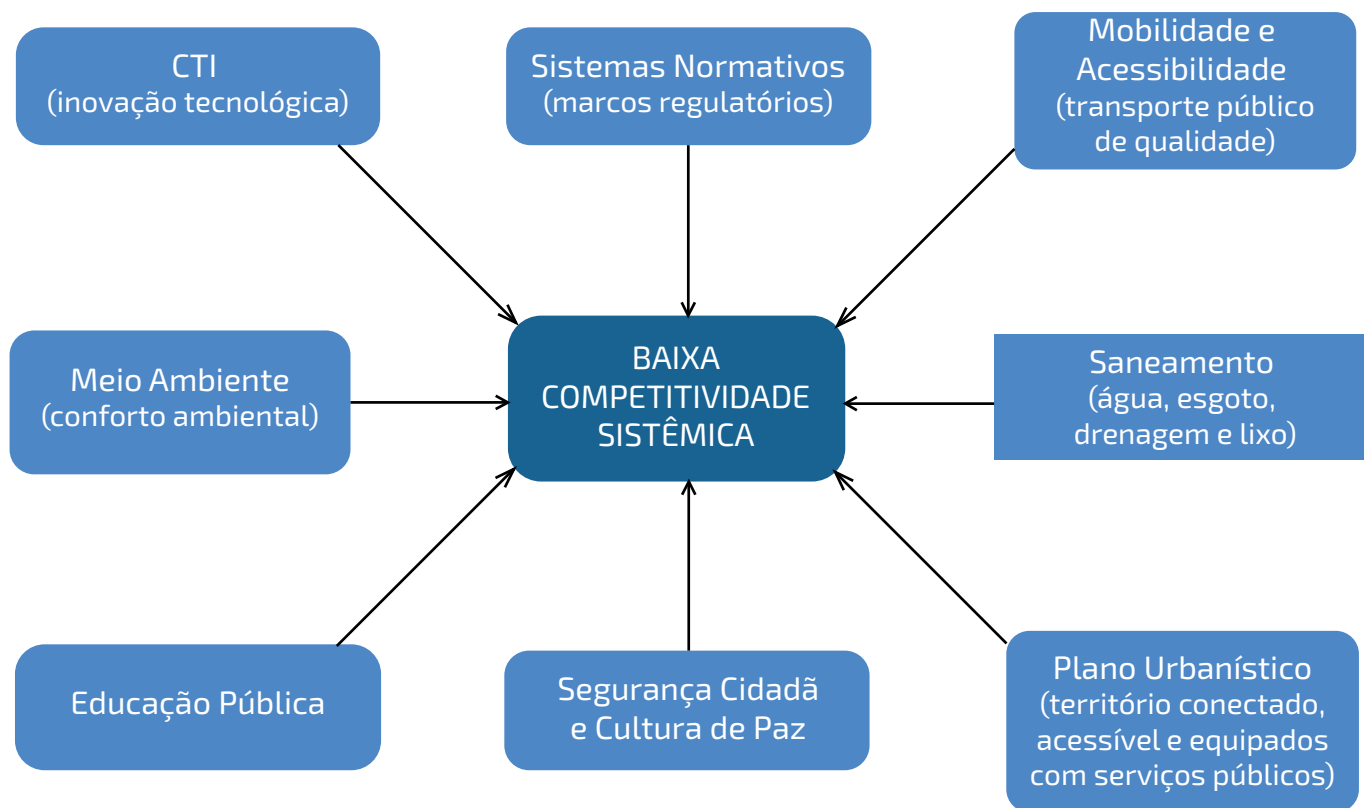 CTI
(inovação tecnológica)
Sistemas Normativos
(marcos regulatórios)
Mobilidade e
Acessibilidade
(transporte público
de qualidade)
Meio Ambiente
(conforto ambiental)
BAIXA
COMPETITIVIDADE
SISTÊMICA
Saneamento
(água, esgoto,
drenagem e lixo)
Educação Pública
Segurança Cidadã
e Cultura de Paz
Plano Urbanístico
(território conectado,
acessível e equipados
com serviços públicos)